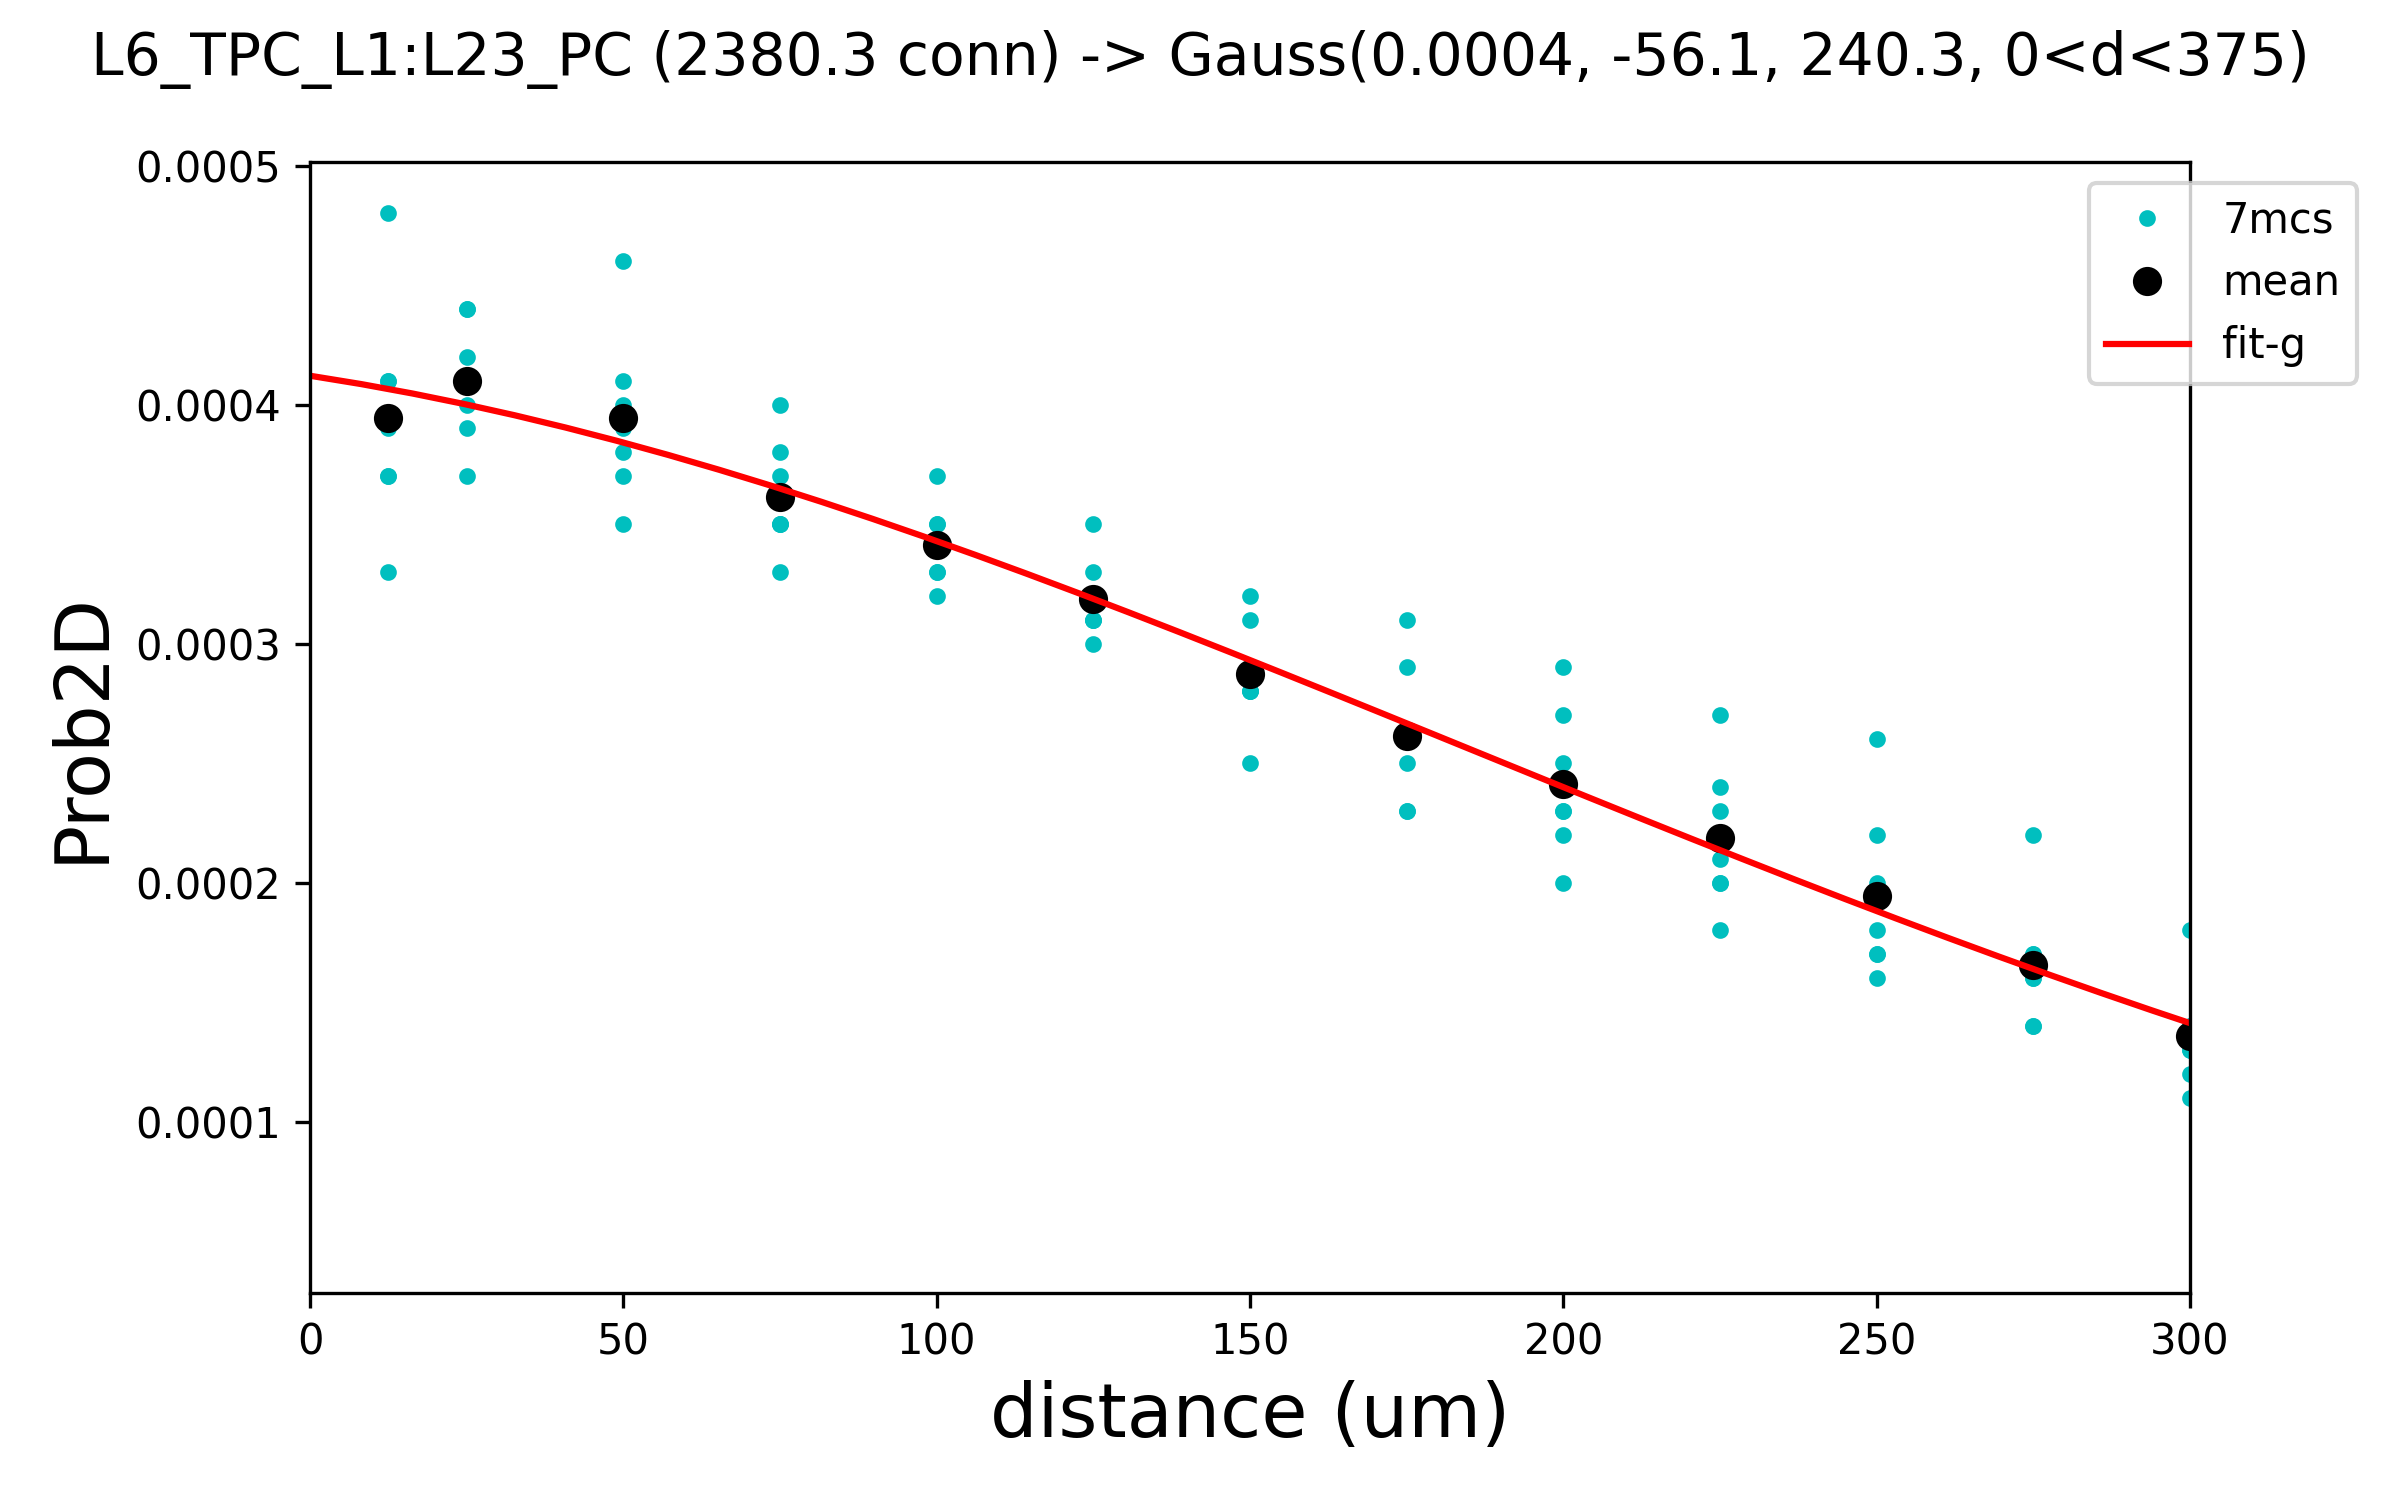 L6_TPC_L1:L23_PC (2380.3 conn) -> Gauss(0.0004, -56.1, 240.3, 0<d<375)
0.0005
0.0004
0.0003
0.0002
0.0001
Prob2D
7mcs
mean
fit-g
0 50 100 150 200 250 300
distance (um)